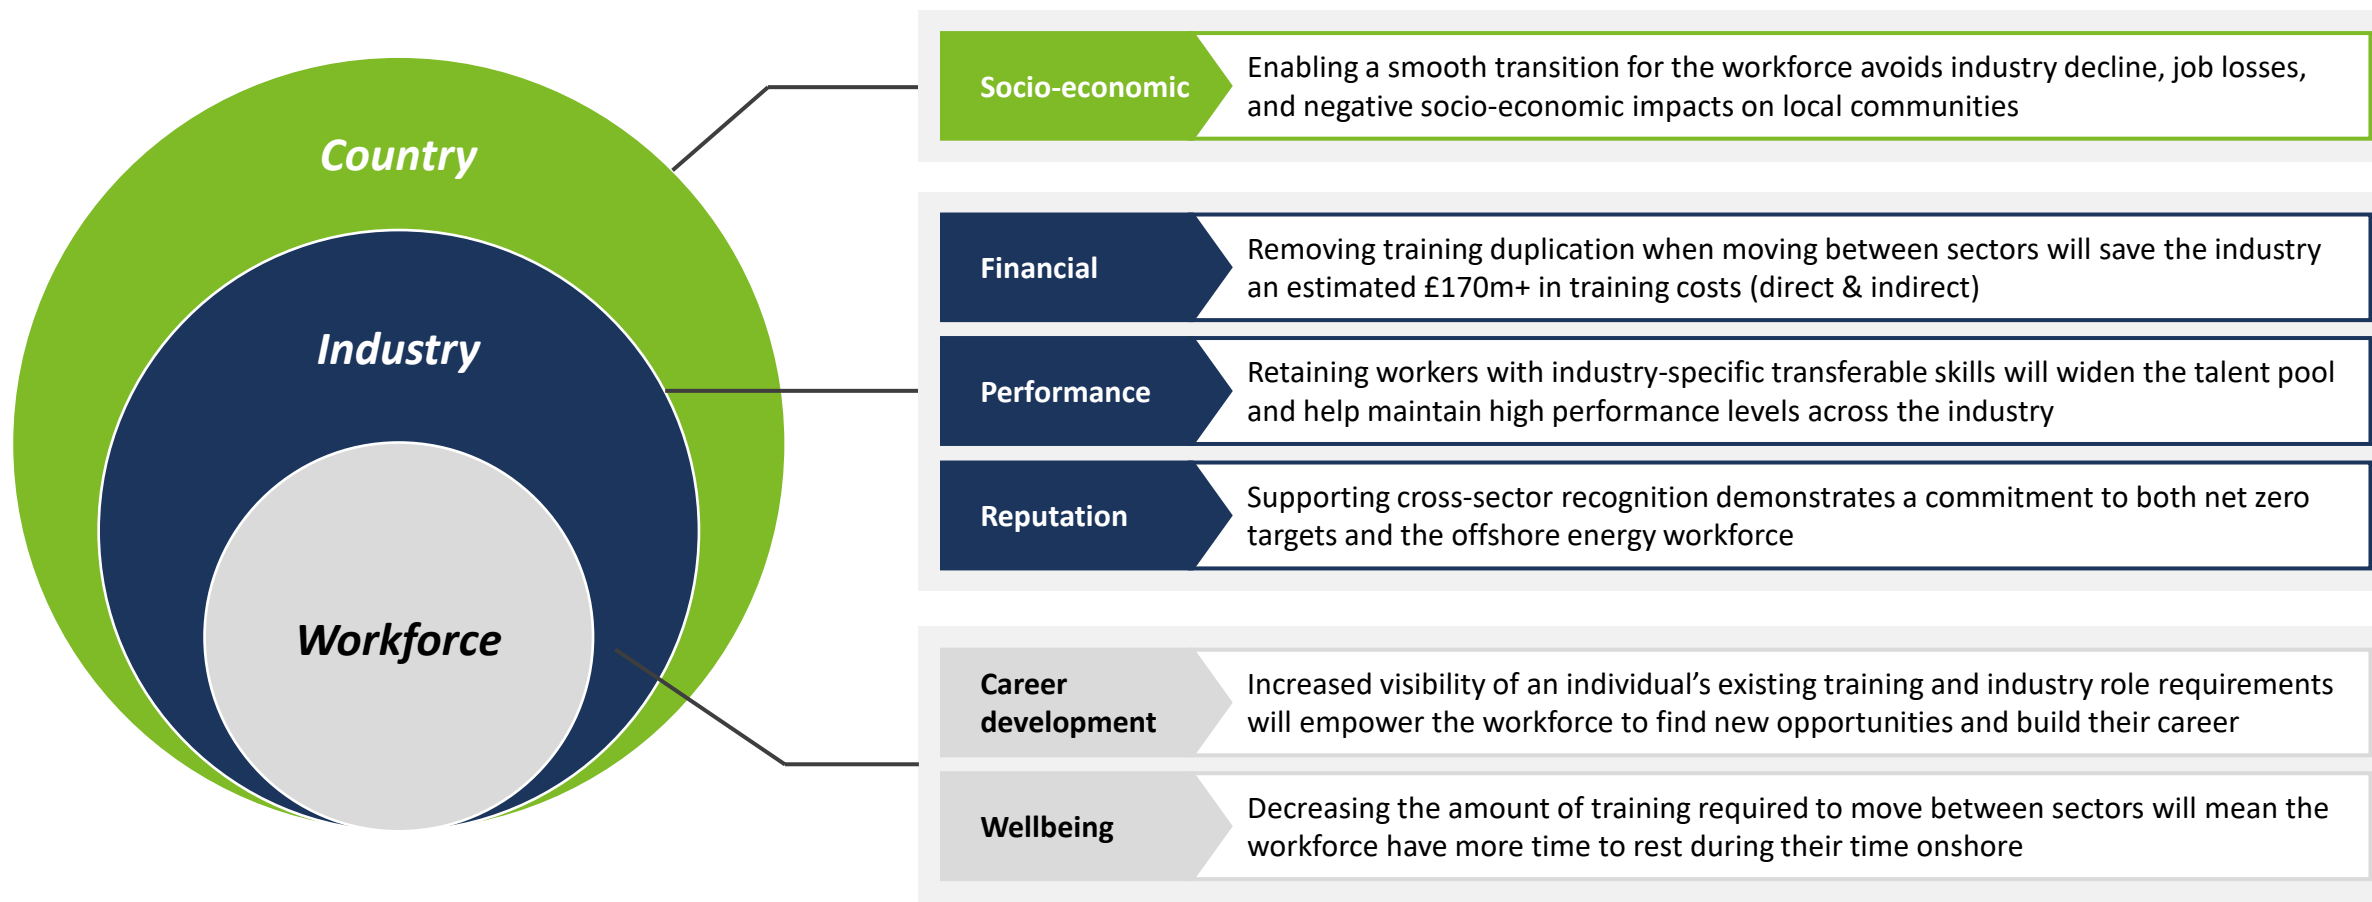 Country
Industry
Workforce
Socio-economic
Enabling a smooth transition for the workforce avoids industry decline, job losses,
and negative socio-economic impacts on local communities
Financial
Removing training duplication when moving between sectors will save the industry
an estimated £170m+ in training costs (direct & indirect)
Performance
Retaining workers with industry-specific transferable skills will widen the talent pool
and help maintain high performance levels across the industry
Reputation
Supporting cross-sector recognition demonstrates a commitment to both net zero
targets and the offshore energy workforce
Career
development
Increased visibility of an individual’s existing training and industry role requirements
will empower the workforce to find new opportunities and build their career
Wellbeing
Decreasing the amount of training required to move between sectors will mean the
workforce have more time to rest during their time onshore